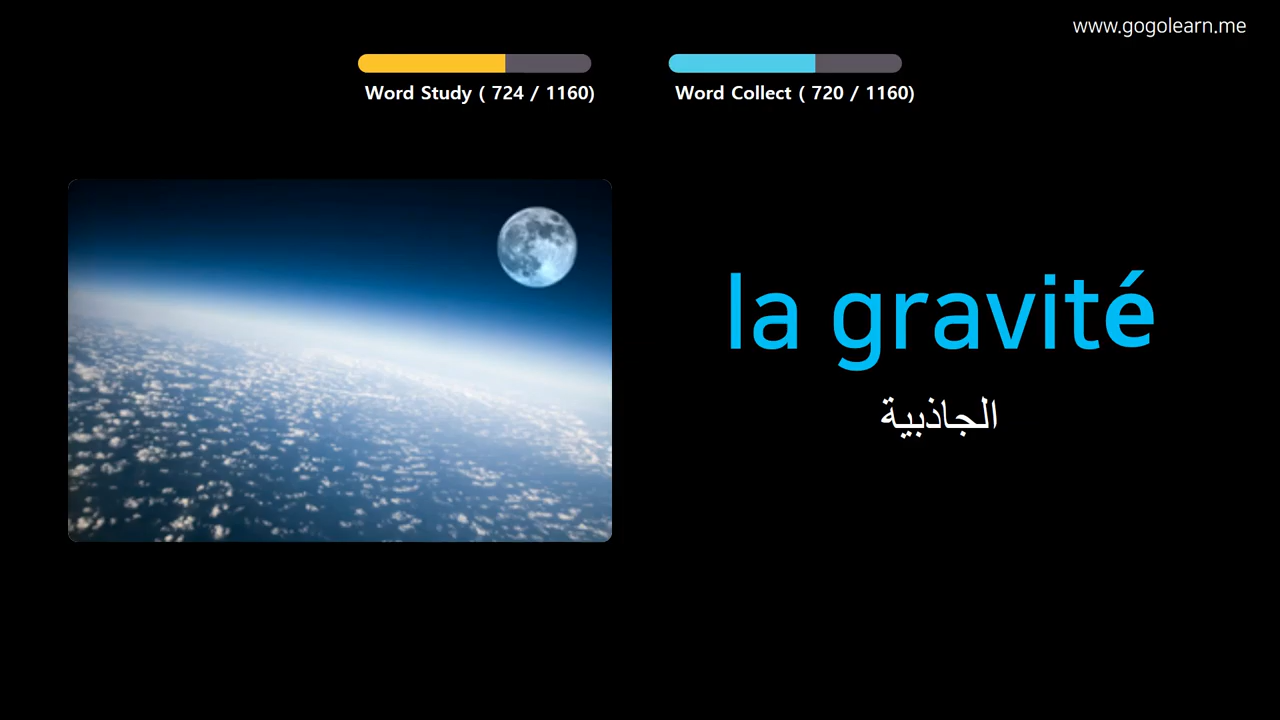 www.gogolearn.me
Word Study ( 724 / 1160)
Word Collect ( 720 / 1160)
la gravité
الجاذبية